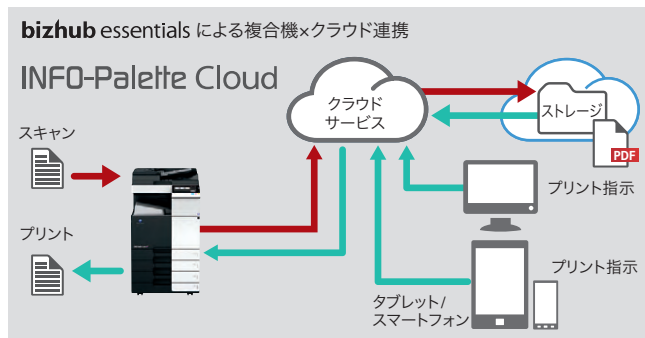 bizhub essentials による複合機×クラウド連携
INFO-Palette Cloud
クラウド
サービス
ストレージ
PDF
スキャン
プリント指示
プリント
プリント指示
タブレット/
スマートフォン